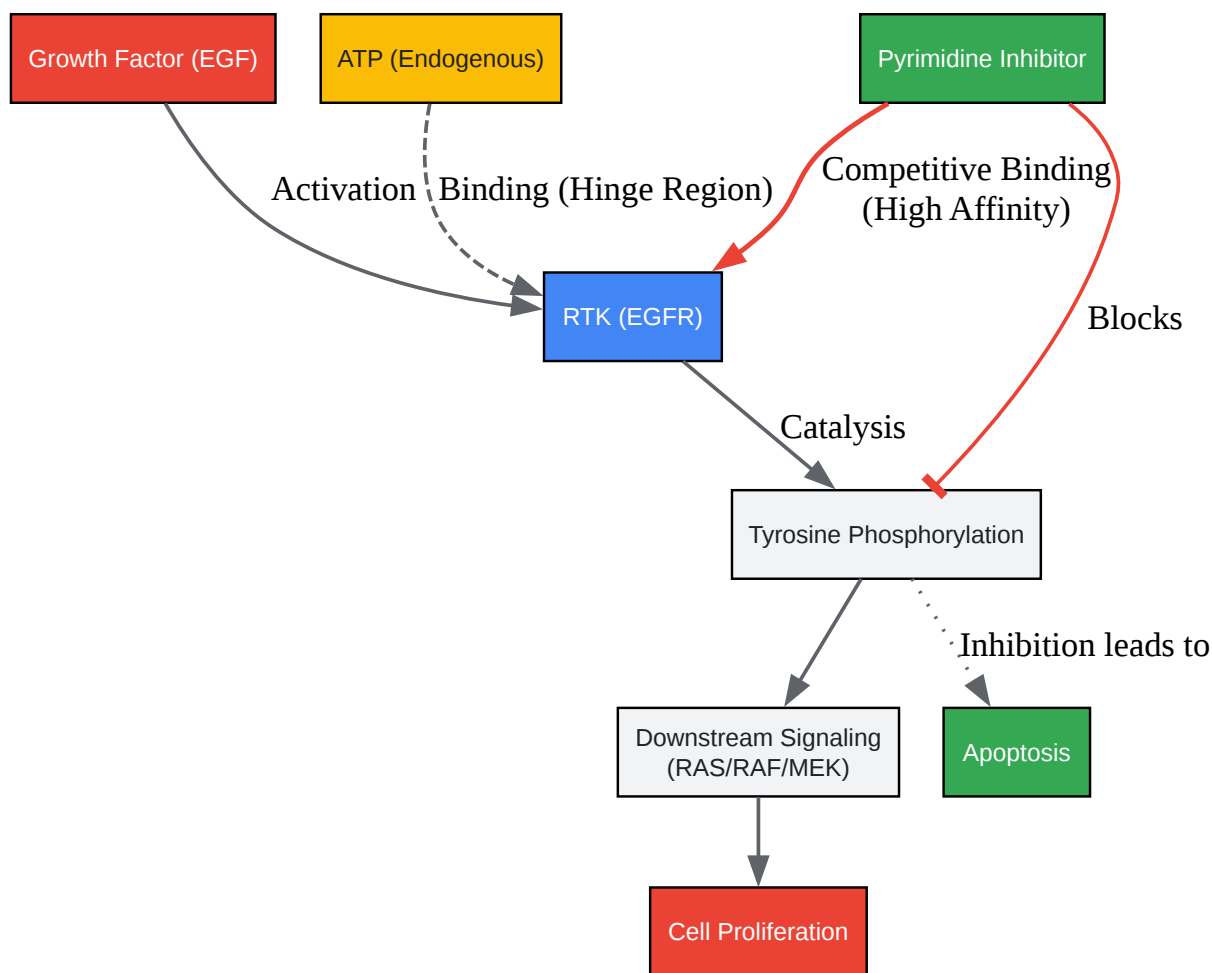 Growth Factor (EGF)
ATP (Endogenous)
Pyrimidine Inhibitor
Activation
Binding (Hinge Region)
Competitive Binding
(High Affinity)
RTK (EGFR)
Blocks
Catalysis
Tyrosine Phosphorylation
Inhibition leads to
Downstream Signaling
(RAS/RAF/MEK)
Apoptosis
Cell Proliferation